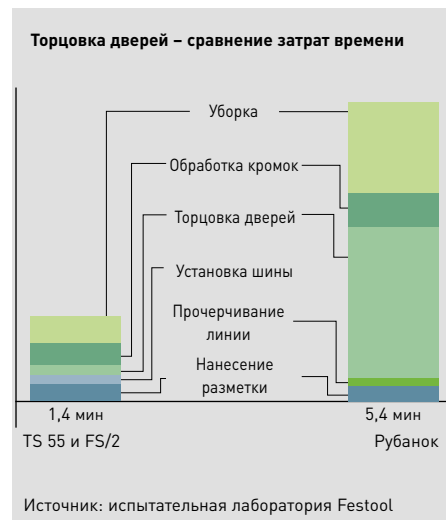 Торцовка дверей – сравнение затрат времени
Уборка
Обработка кромок
Торцовка дверей
Установка шины
Прочерчивание
линии
Нанесение
разметки
1,4 мин
5,4 мин
TS 55 и FS/2
Рубанок
Источник: испытательная лаборатория Festool